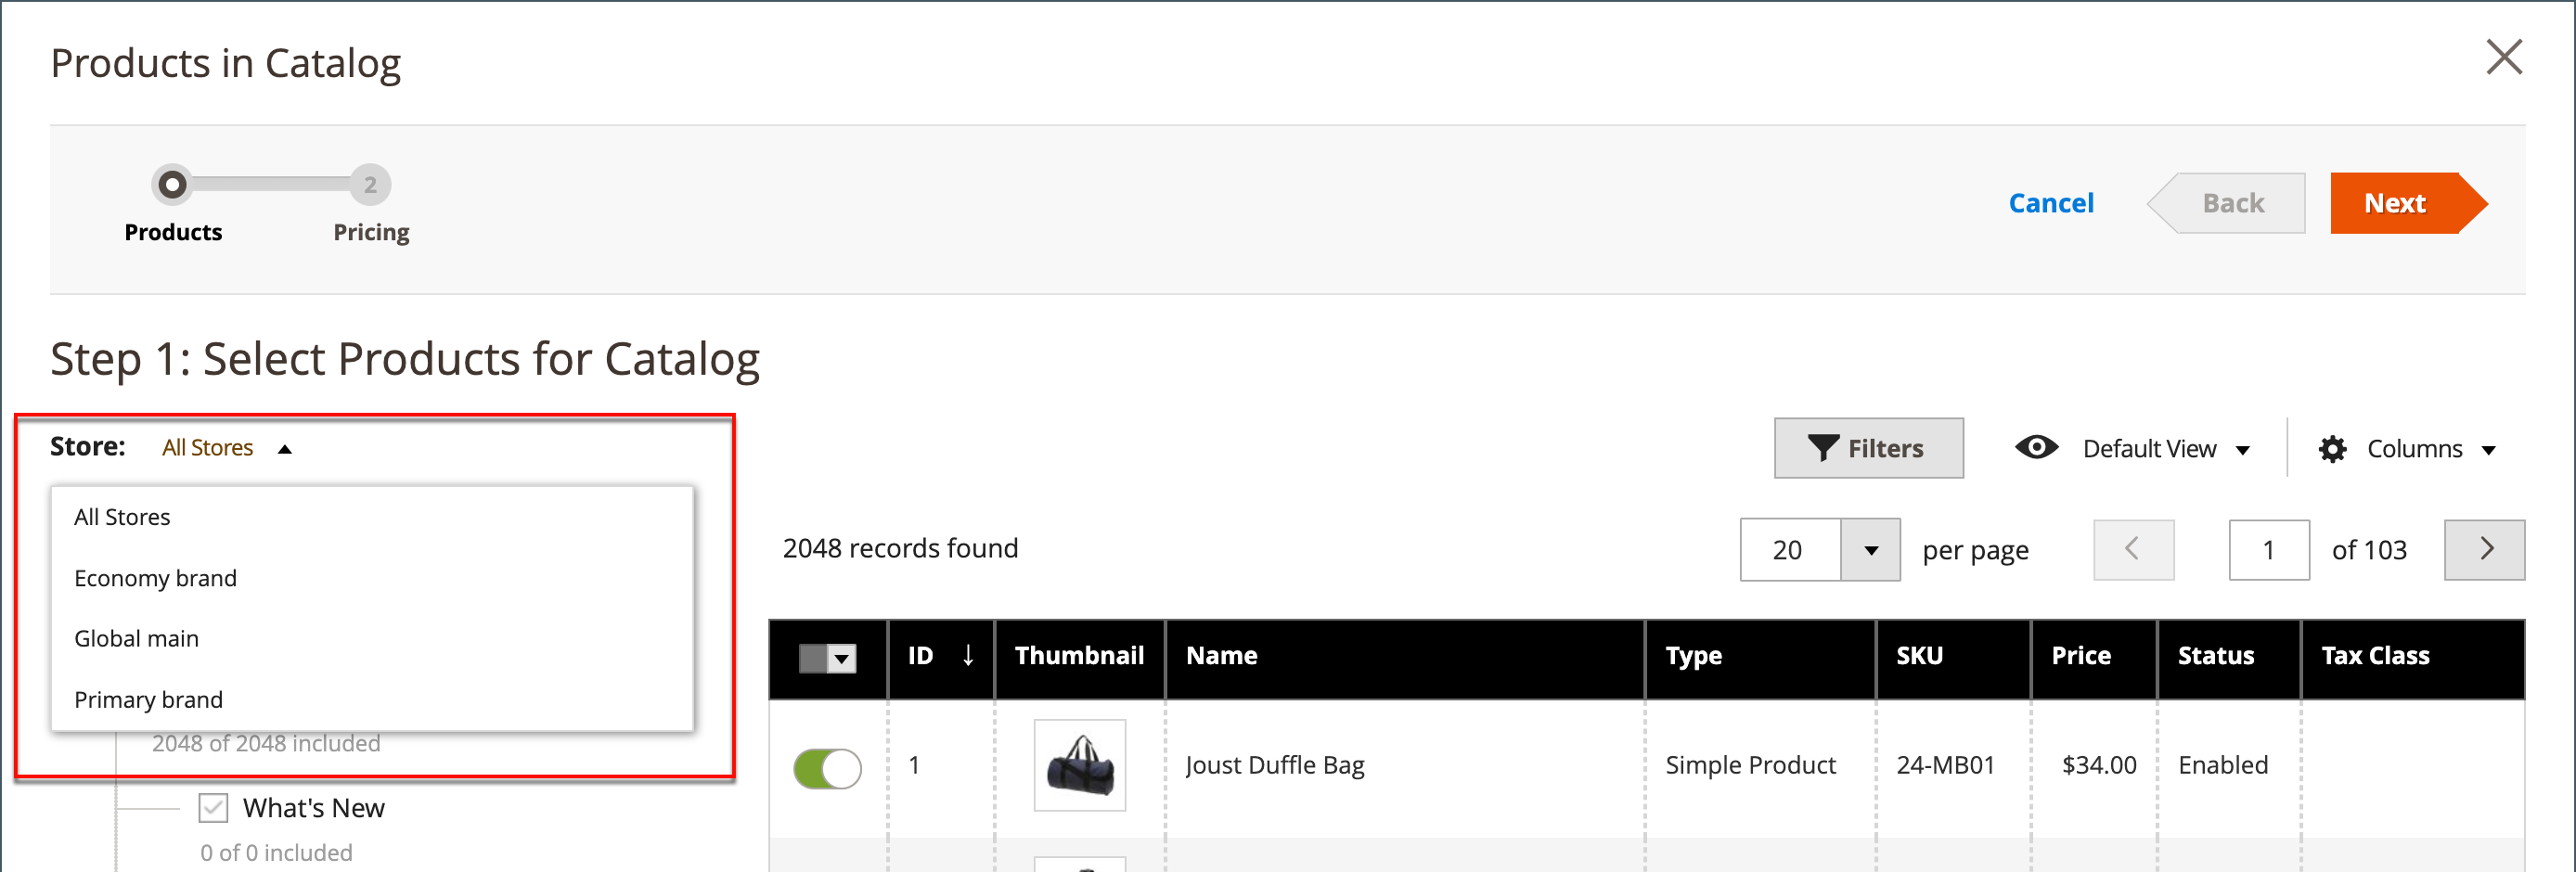 Products in Catalog
2
Products
Pricing
Cancel
Back
Next
Step 1: Select Products for Catalog
Store: All Stores
Filters
Default View
Columns
All Stores
Economy brand
Global main
Primary brand
2048 of 2048 included
What's New
0 of 0 included
2048 records found
20
per page
1
of 103
ID ↓ Thumbnail Name Type SKU Price Status Tax Class
1 Joust Duffle Bag Simple Product 24-MB01 $34.00 Enabled